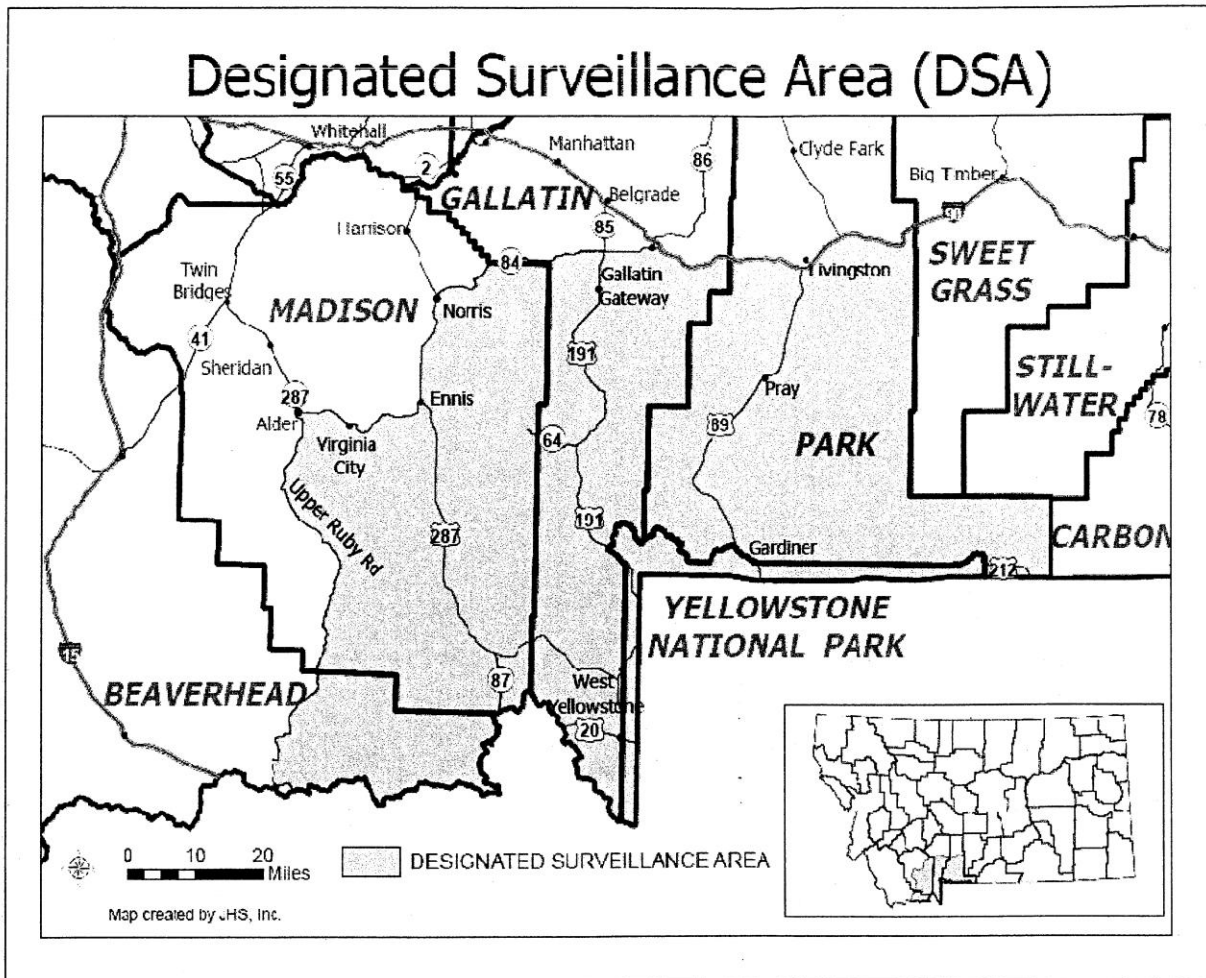 Designated Surveillance Area (DSA)
Whitehall
Manhattan
86
Clyde Park
Big Timber
55
2
GALLATIN
Belgrade
90
85
Harrison
SWEET
GRASS
84
Livingston
Twin
Bridges
MADISON
Gallatin
Gateway
Norris
41
191
Sheridan
STILL-
WATER
Pray
287
Ennis
78
Alder
89
Virginia
City
64
PARK
Upper Ruby Rd
191
287
Gardiner
CARBON
212
YELLOWSTONE
NATIONAL PARK
15
BEAVERHEAD
87
West
Yellowstone
20
0 10 20
Miles
DESIGNATED SURVEILLANCE AREA
Map created by JHS, Inc.